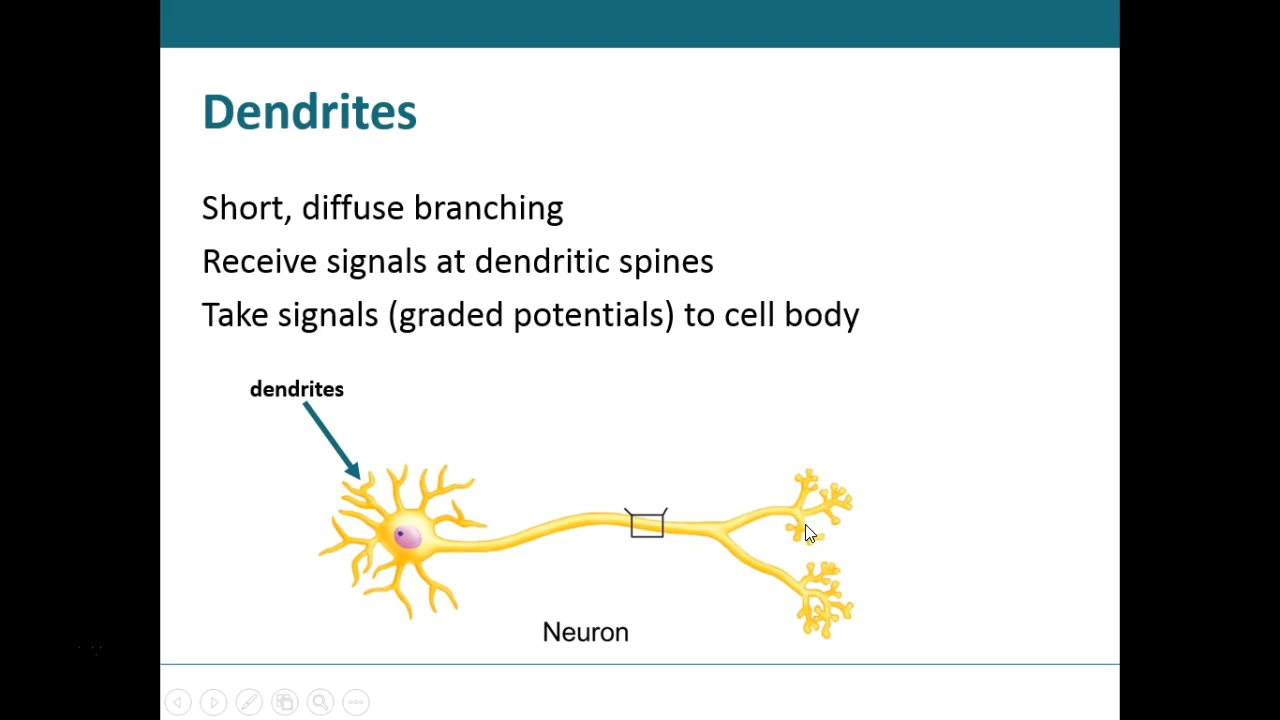 Dendrites
Short, diffuse branching
Receive signals at dendritic spines
Take signals (graded potentials) to cell body
dendrites
Neuron